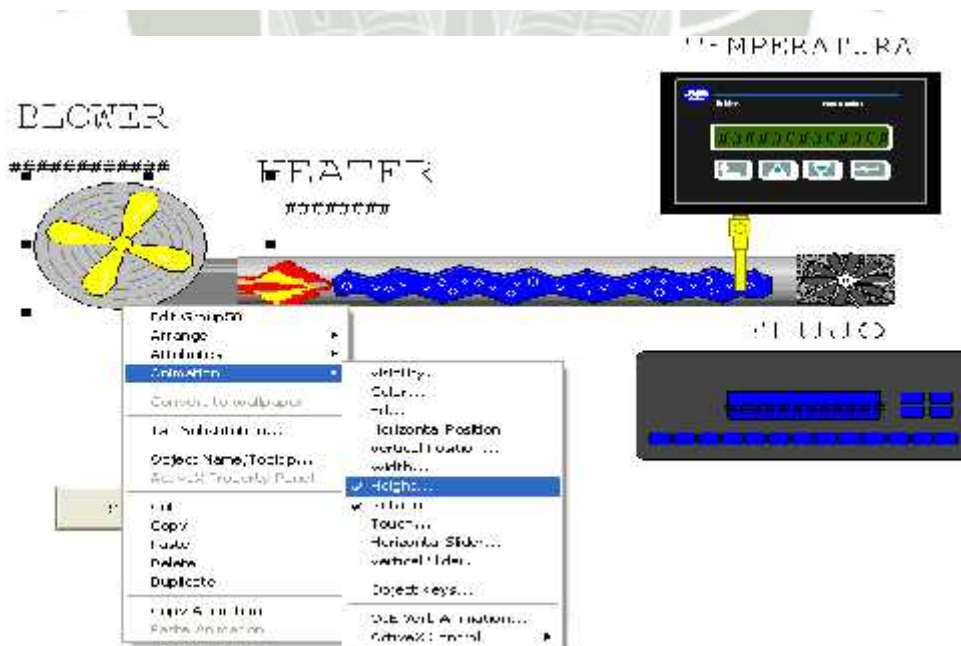 TEMPERATURA
BLOWER
############
HEATER
########
FLUJO
Edit Group50
Arrange
Attributes
Animation
Convert to wallpaper
Tag Substitution...
Object Name/Tooltip...
ActiveX Property Panel
Cut
Copy
Paste
Delete
Duplicate
Copy Animation
Paste Animation
Visibility...
Color...
Fill...
Horizontal Position
Vertical Position...
Width...
Height...
Rotation
Touch...
Horizontal Slider...
Vertical Slider...
Object Keys...
OLE Verb Animation...
ActiveX Control